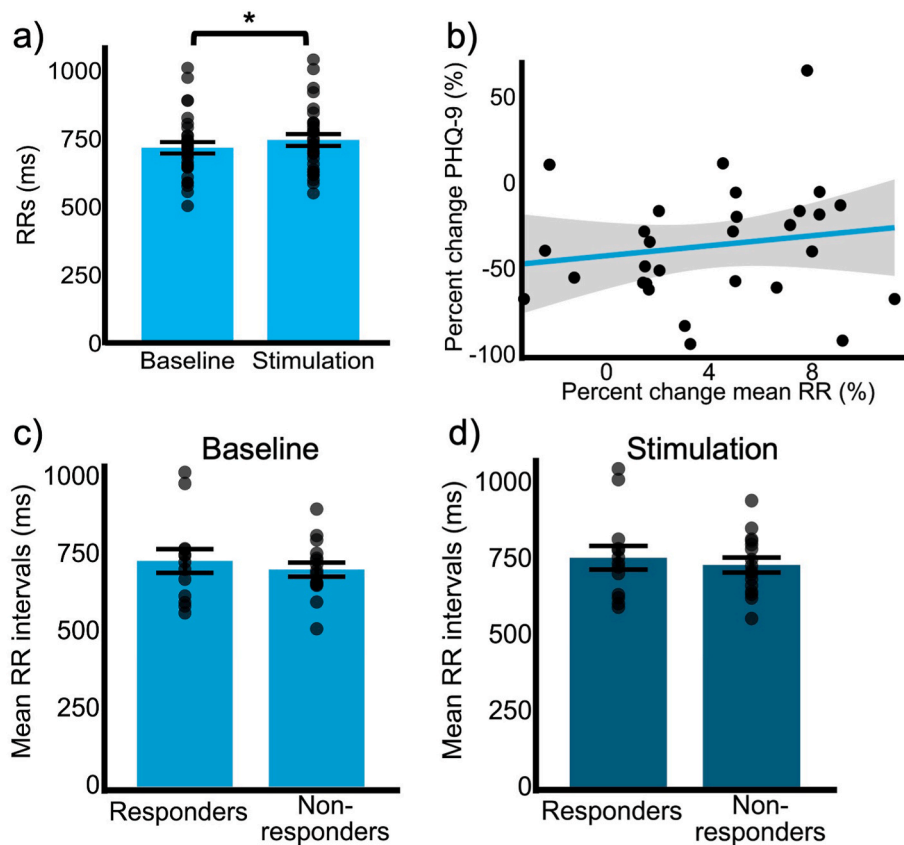 a)
*
RRs (ms)
1000
750
500
250
0
Baseline
Stimulation
b)
Percent change PHQ-9 (%)
50
0
-50
-100
0
4
8
Percent change mean RR (%)
c)
Baseline
Mean RR intervals (ms)
1000
750
500
250
0
Responders
Non-
responders
d)
Stimulation
Mean RR intervals (ms)
1000
750
500
250
0
Responders
Non-
responders